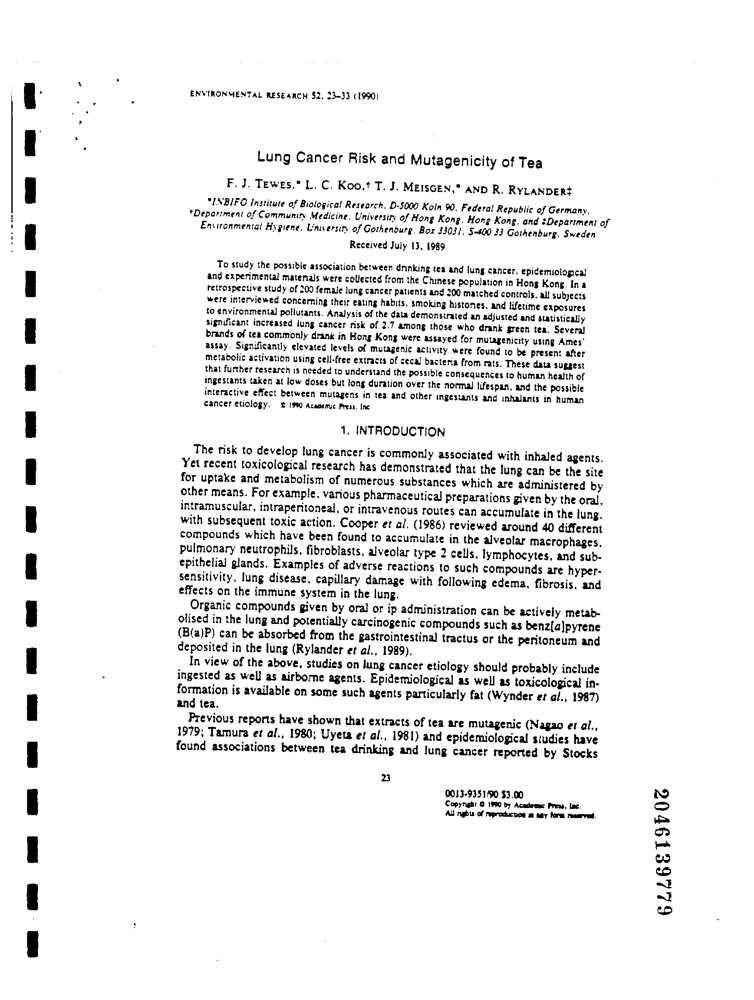 ENVIRONMENTAL RESEARCH 52, 23–33 (1990)
Lung Cancer Risk and Mutagenicity of Tea
F. J. TEWES,* L. C. KOO,† T. J. MEISGEN,* AND R. RYLANDER‡
*INBIFO Institute of Biological Research, D-5000 Koln 90, Federal Republic of Germany,
†Department of Community Medicine, University of Hong Kong, Hong Kong, and ‡Department of
Environmental Hygiene, University of Gothenburg, Box 33031, S-400 33 Gothenburg, Sweden
Received July 13, 1989
To study the possible association between drinking tea and lung cancer, epidemiological
and experimental materials were collected from the Chinese population in Hong Kong. In a
retrospective study of 200 female lung cancer patients and 200 matched controls, all subjects
were interviewed concerning their eating habits, smoking histories, and lifetime exposures
to environmental pollutants. Analysis of the data demonstrated an adjusted and statistically
significant increased lung cancer risk of 2.7 among those who drank green tea. Several
brands of tea commonly drank in Hong Kong were assayed for mutagenicity using Ames'
assay. Significantly elevated levels of mutagenic activity were found to be present after
metabolic activation using cell-free extracts of cecal bacteria from rats. These data suggest
that further research is needed to understand the possible consequences to human health of
ingestants taken at low doses but long duration over the normal lifespan, and the possible
interactive effect between mutagens in tea and other ingestants and inhalants in human
cancer etiology. © 1990 Academic Press, Inc
1. INTRODUCTION
The risk to develop lung cancer is commonly associated with inhaled agents.
Yet recent toxicological research has demonstrated that the lung can be the site
for uptake and metabolism of numerous substances which are administered by
other means. For example, various pharmaceutical preparations given by the oral,
intramuscular, intraperitoneal, or intravenous routes can accumulate in the lung,
with subsequent toxic action. Cooper et al. (1986) reviewed around 40 different
compounds which have been found to accumulate in the alveolar macrophages,
pulmonary neutrophils, fibroblasts, alveolar type 2 cells, lymphocytes, and sub-
epithelial glands. Examples of adverse reactions to such compounds are hyper-
sensitivity, lung disease, capillary damage with following edema, fibrosis, and
effects on the immune system in the lung.
Organic compounds given by oral or ip administration can be actively metab-
olised in the lung and potentially carcinogenic compounds such as benz[a]pyrene
(B(a)P) can be absorbed from the gastrointestinal tractus or the peritoneum and
deposited in the lung (Rylander et al., 1989).
In view of the above, studies on lung cancer etiology should probably include
ingested as well as airborne agents. Epidemiological as well as toxicological in-
formation is available on some such agents particularly fat (Wynder et al., 1987)
and tea.
Previous reports have shown that extracts of tea are mutagenic (Nagao et al.,
1979; Tamura et al., 1980; Uyeta et al., 1981) and epidemiological studies have
found associations between tea drinking and lung cancer reported by Stocks
23
0013-9351/90 $3.00
Copyright © 1990 by Academic Press, Inc.
All rights of reproduction in any form reserved.
2046139779